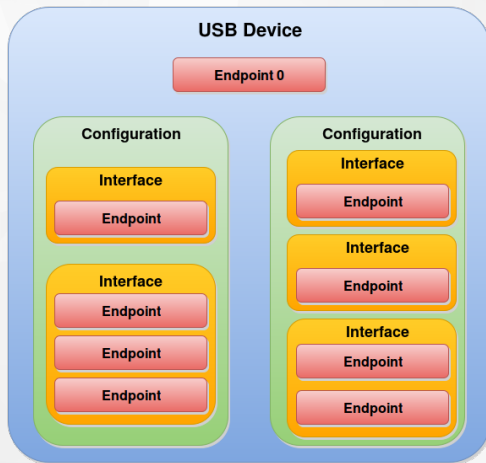 USB Device
Endpoint 0
Configuration
Interface
Endpoint
Interface
Endpoint
Endpoint
Endpoint
Configuration
Interface
Endpoint
Interface
Endpoint
Interface
Endpoint
Endpoint